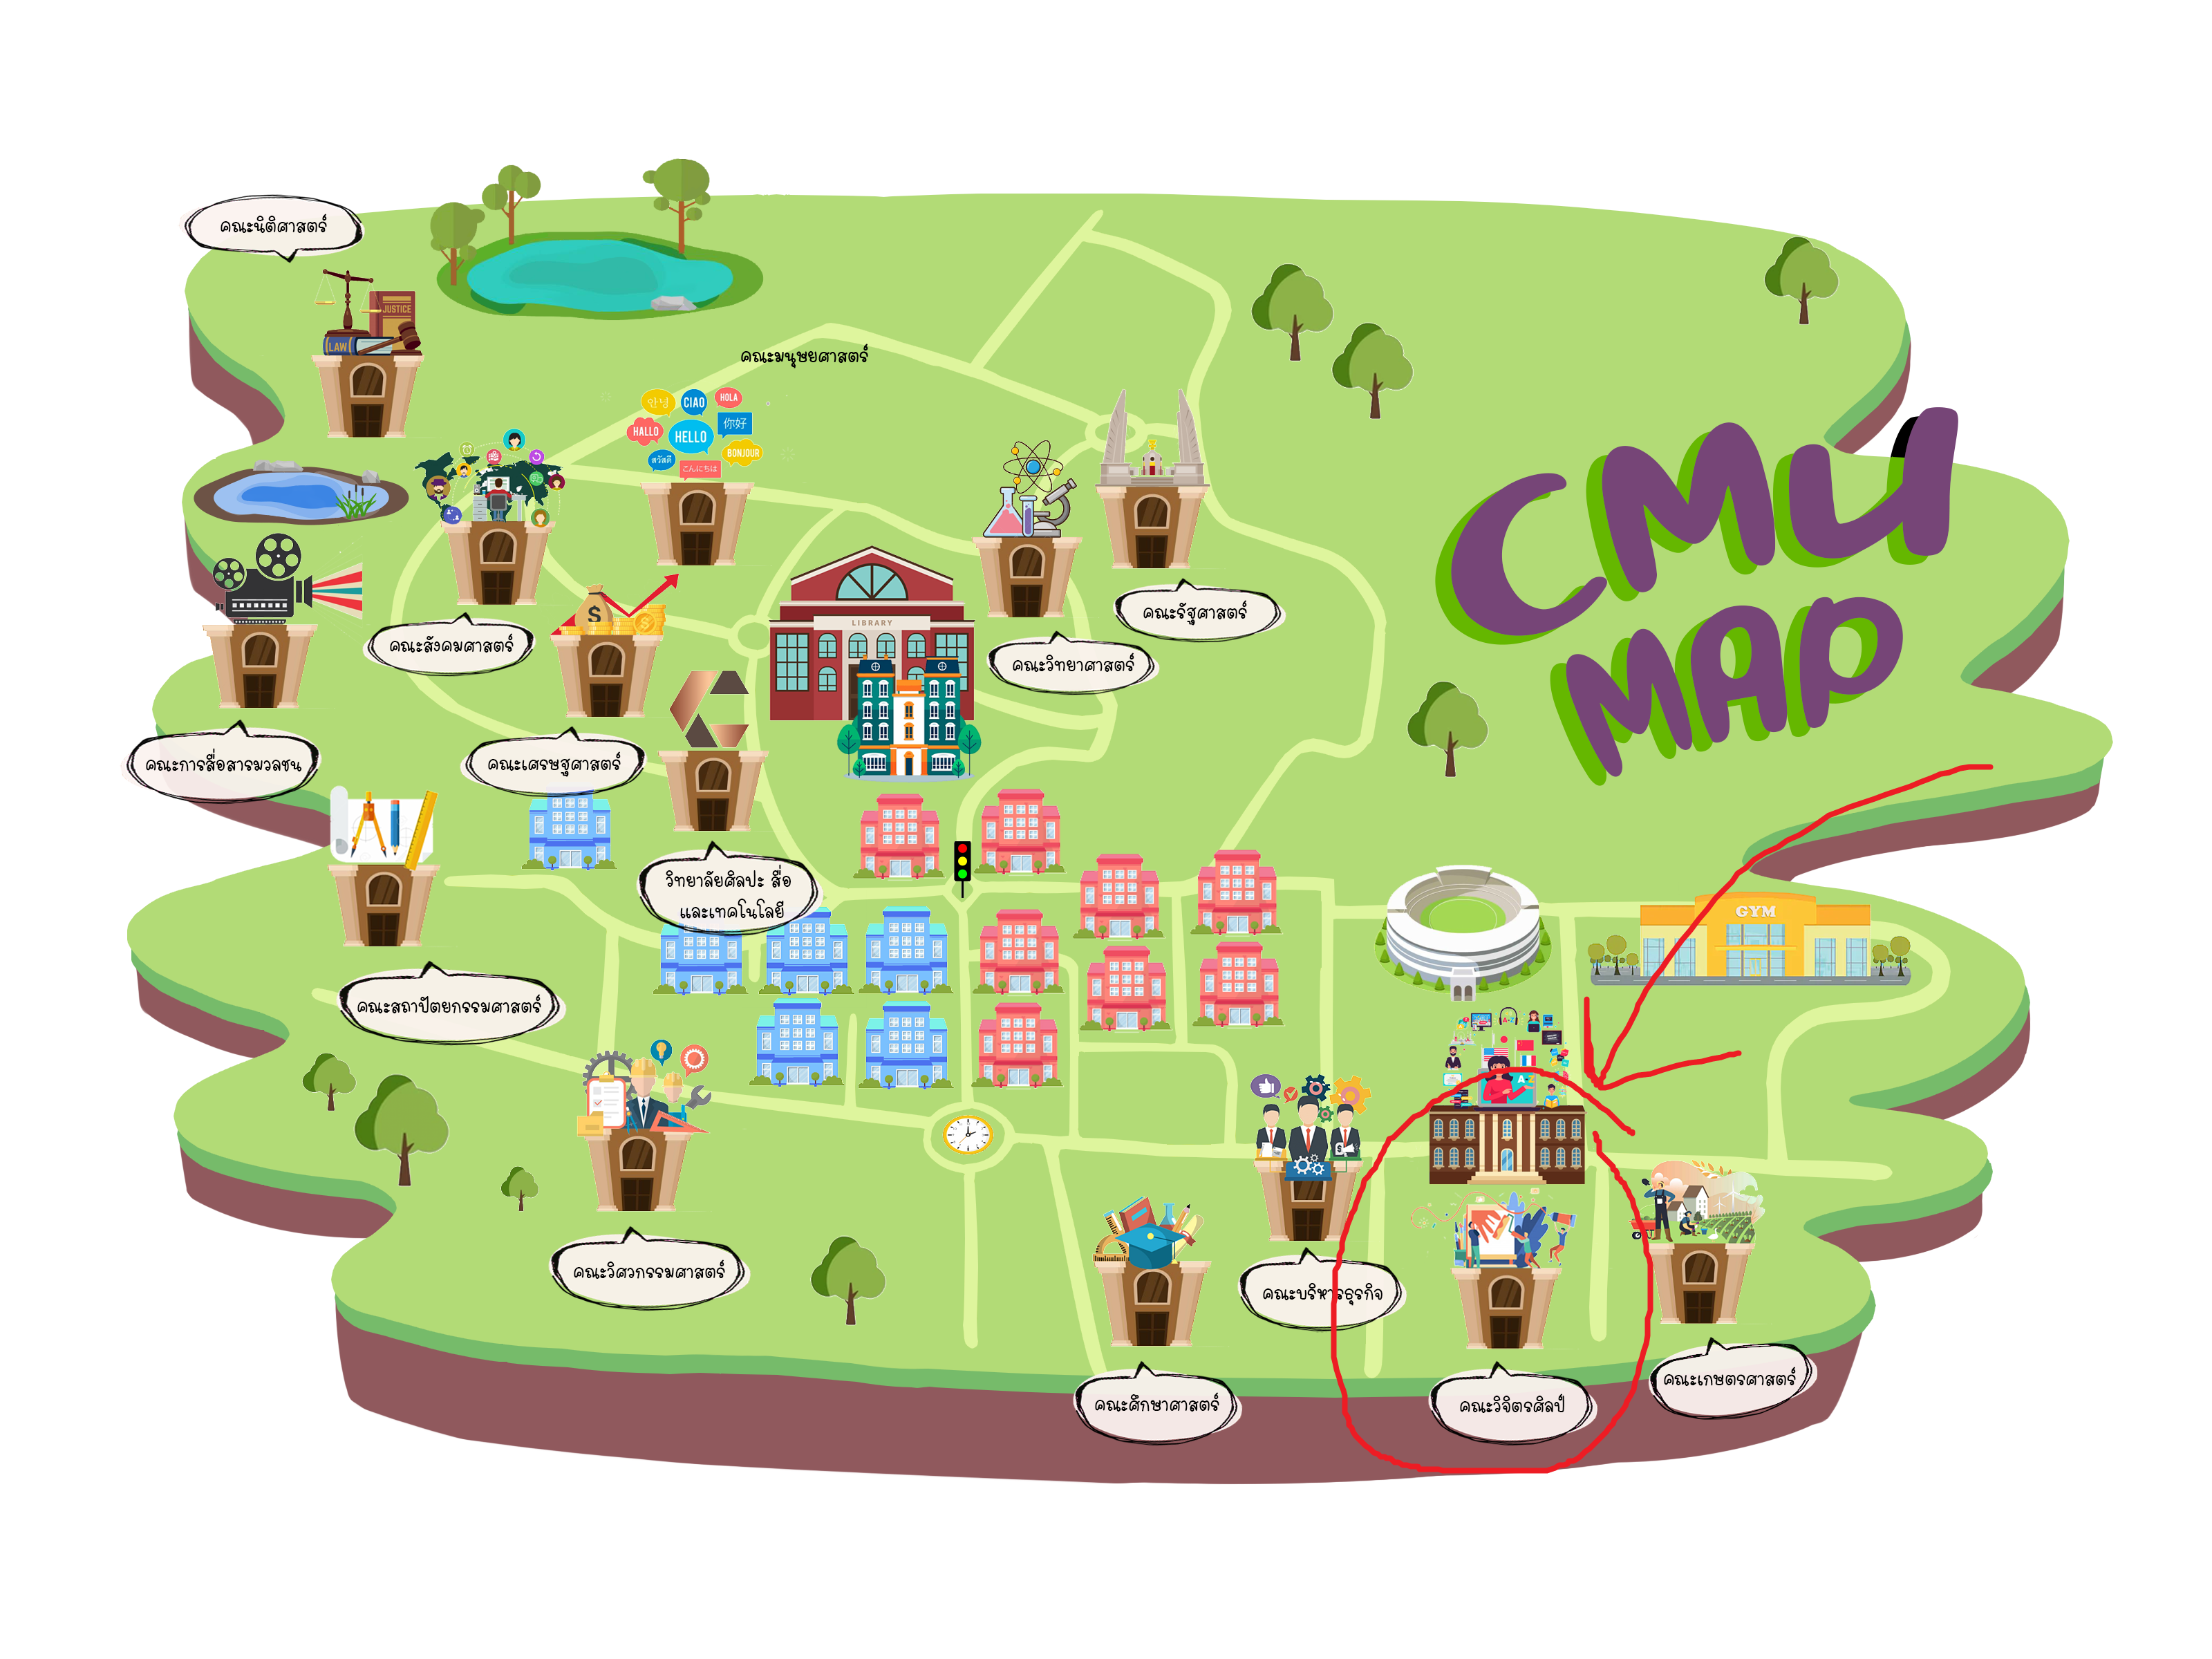 คณะนิติศาสตร์
JUSTICE
LAW
คณะมนุษยศาสตร์
안녕
CIAO
HOLA
HALLO
HELLO
你好
สวัสดี
こんにちは
BONJOUR
CMU
MAP
คณะรัฐศาสตร์
LIBRARY
คณะสังคมศาสตร์
คณะวิทยาศาสตร์
คณะการสื่อสารมวลชน
คณะเศรษฐศาสตร์
วิทยาลัยศิลปะ สื่อ
และเทคโนโลยี
GYM
คณะสถาปัตยกรรมศาสตร์
คณะวิศวกรรมศาสตร์
คณะบริหารธุรกิจ
คณะศึกษาศาสตร์
คณะวิจิตรศิลป์
คณะเกษตรศาสตร์